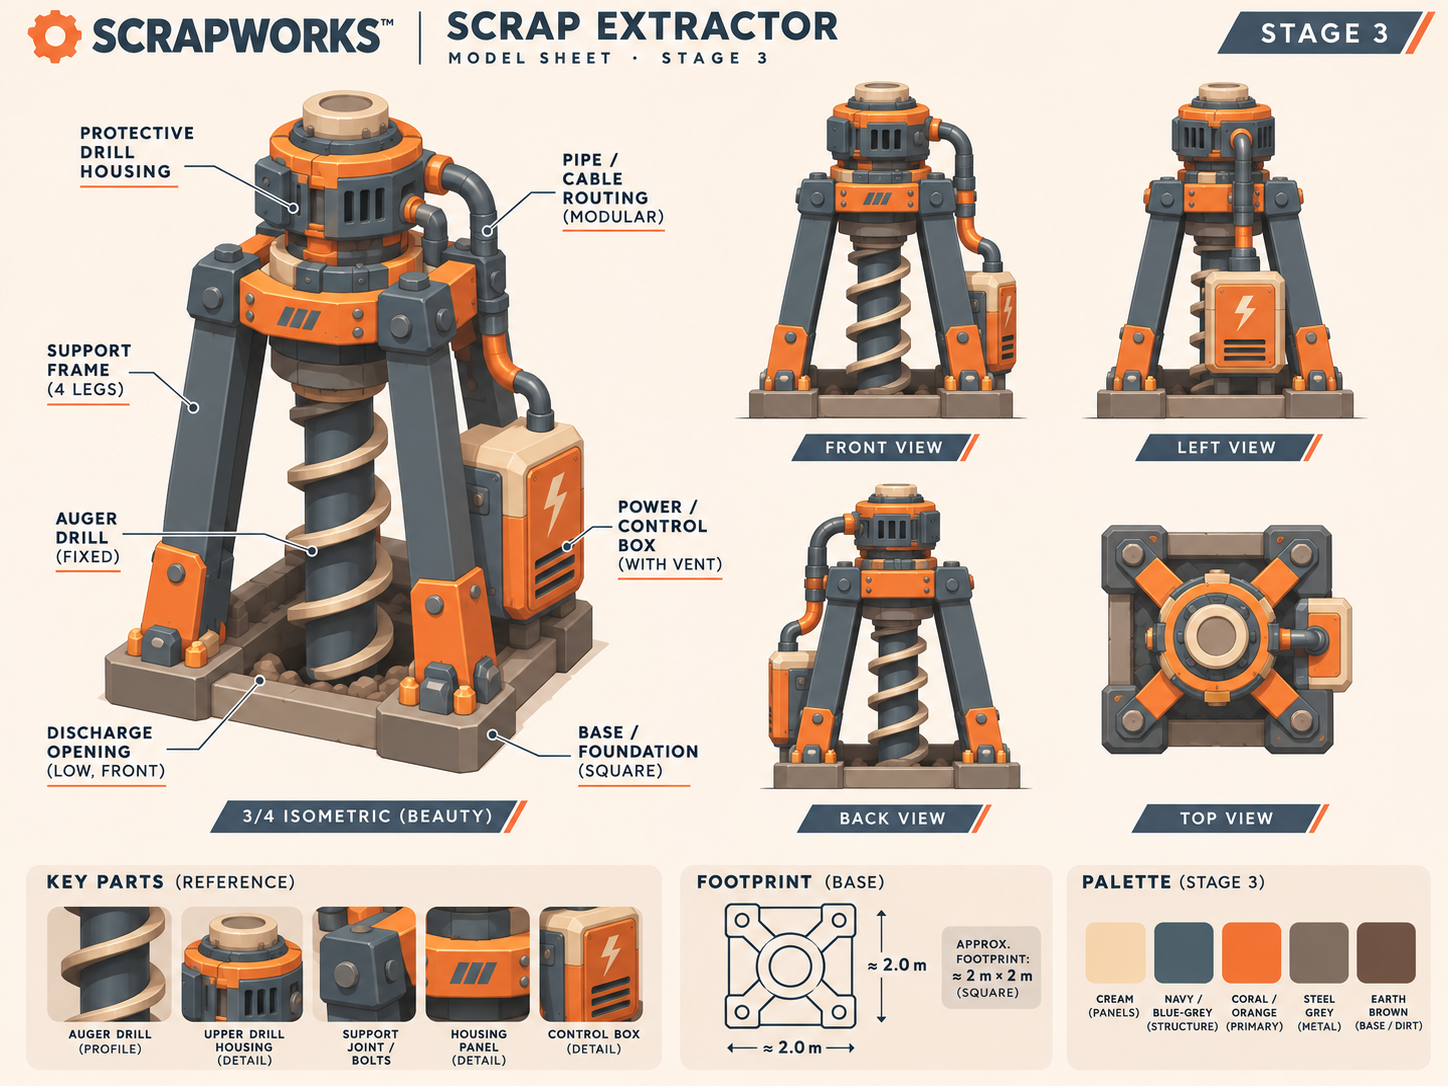 SCRAPWORKS™
SCRAP EXTRACTOR
MODEL SHEET · STAGE 3
STAGE 3
PROTECTIVE
DRILL
HOUSING
PIPE /
CABLE
ROUTING
(MODULAR)
SUPPORT
FRAME
(4 LEGS)
AUGER
DRILL
(FIXED)
POWER /
CONTROL
BOX
(WITH VENT)
DISCHARGE
OPENING
(LOW, FRONT)
BASE /
FOUNDATION
(SQUARE)
3/4 ISOMETRIC (BEAUTY)
FRONT VIEW
LEFT VIEW
BACK VIEW
TOP VIEW
KEY PARTS (REFERENCE)
AUGER DRILL
(PROFILE)
UPPER DRILL
HOUSING
(DETAIL)
SUPPORT
JOINT /
BOLTS
HOUSING
PANEL
(DETAIL)
CONTROL BOX
(DETAIL)
FOOTPRINT (BASE)
≈ 2.0 m
≈ 2.0 m
APPROX.
FOOTPRINT:
≈ 2 m × 2 m
(SQUARE)
PALETTE (STAGE 3)
CREAM
(PANELS)
NAVY /
BLUE-GREY
(STRUCTURE)
CORAL /
ORANGE
(PRIMARY)
STEEL
GREY
(METAL)
EARTH
BROWN
(BASE / DIRT)